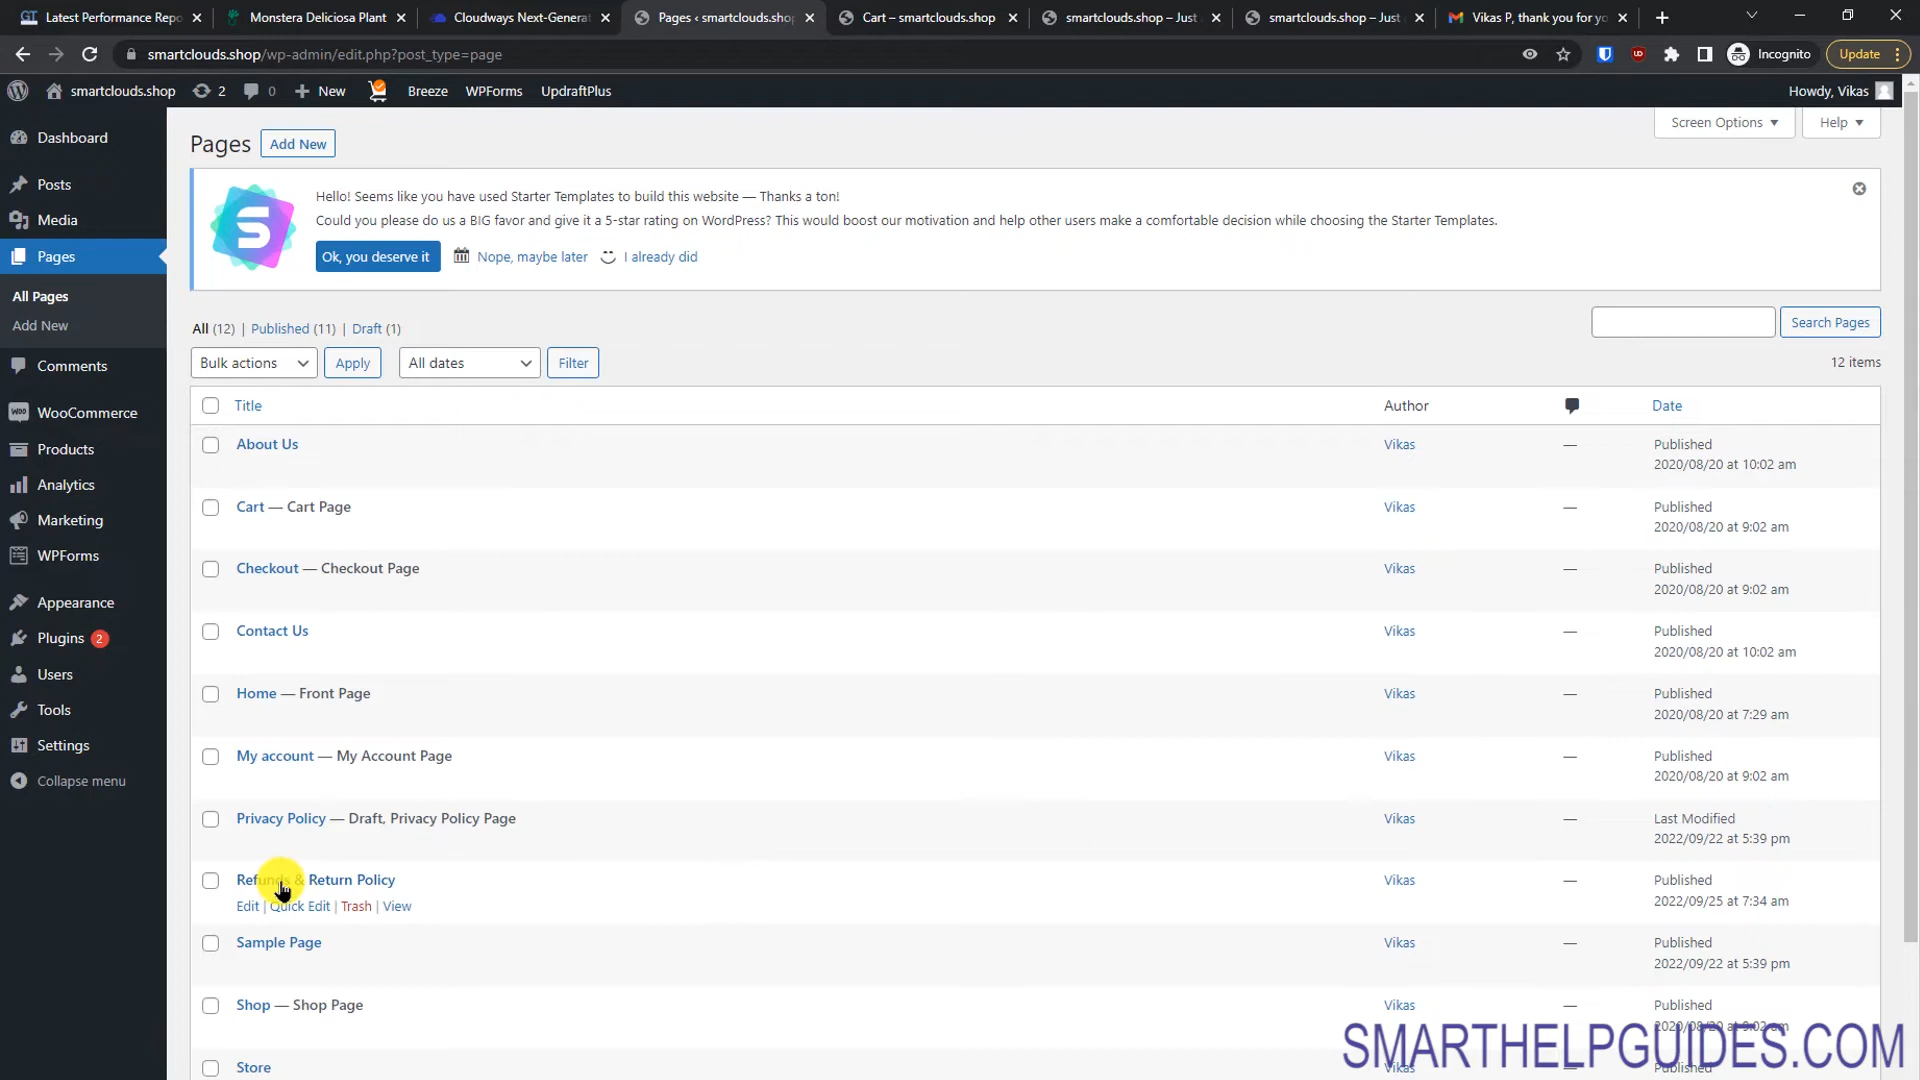 Latest Performance Repo
Monstera Deliciosa Plant
Cloudways Next-Generat
Pages ‹ smartclouds.shop
Cart – smartclouds.shop
smartclouds.shop – Just
smartclouds.shop – Just
Vikas P, thank you for yo
smartclouds.shop/wp-admin/edit.php?post_type=page
Incognito
Update
smartclouds.shop
2
0
New
Breeze
WPForms
UpdraftPlus
Howdy, Vikas
Dashboard
Posts
Media
Pages
All Pages
Add New
Comments
WooCommerce
Products
Analytics
Marketing
WPForms
Appearance
Plugins 2
Users
Tools
Settings
Collapse menu
Pages Add New
Screen Options
Help
Hello! Seems like you have used Starter Templates to build this website — Thanks a ton!
Could you please do us a BIG favor and give it a 5-star rating on WordPress? This would boost our motivation and help other users make a comfortable decision while choosing the Starter Templates.
Ok, you deserve it
Nope, maybe later
I already did
All (12) | Published (11) | Draft (1)
Search Pages
Bulk actions
Apply
All dates
Filter
12 items
Title
Author
Date
About Us
Vikas
—
Published
2020/08/20 at 10:02 am
Cart — Cart Page
Vikas
—
Published
2020/08/20 at 9:02 am
Checkout — Checkout Page
Vikas
—
Published
2020/08/20 at 9:02 am
Contact Us
Vikas
—
Published
2020/08/20 at 10:02 am
Home — Front Page
Vikas
—
Published
2020/08/20 at 7:29 am
My account — My Account Page
Vikas
—
Published
2020/08/20 at 9:02 am
Privacy Policy — Draft, Privacy Policy Page
Vikas
—
Last Modified
2022/09/22 at 5:39 pm
Refunds & Return Policy
Edit | Quick Edit | Trash | View
Vikas
—
Published
2022/09/25 at 7:34 am
Sample Page
Vikas
—
Published
2022/09/22 at 5:39 pm
Shop — Shop Page
Vikas
—
Published
2020/08/20 at 9:02 am
Store
Vikas
Published
SMARTHELPGUIDES.COM